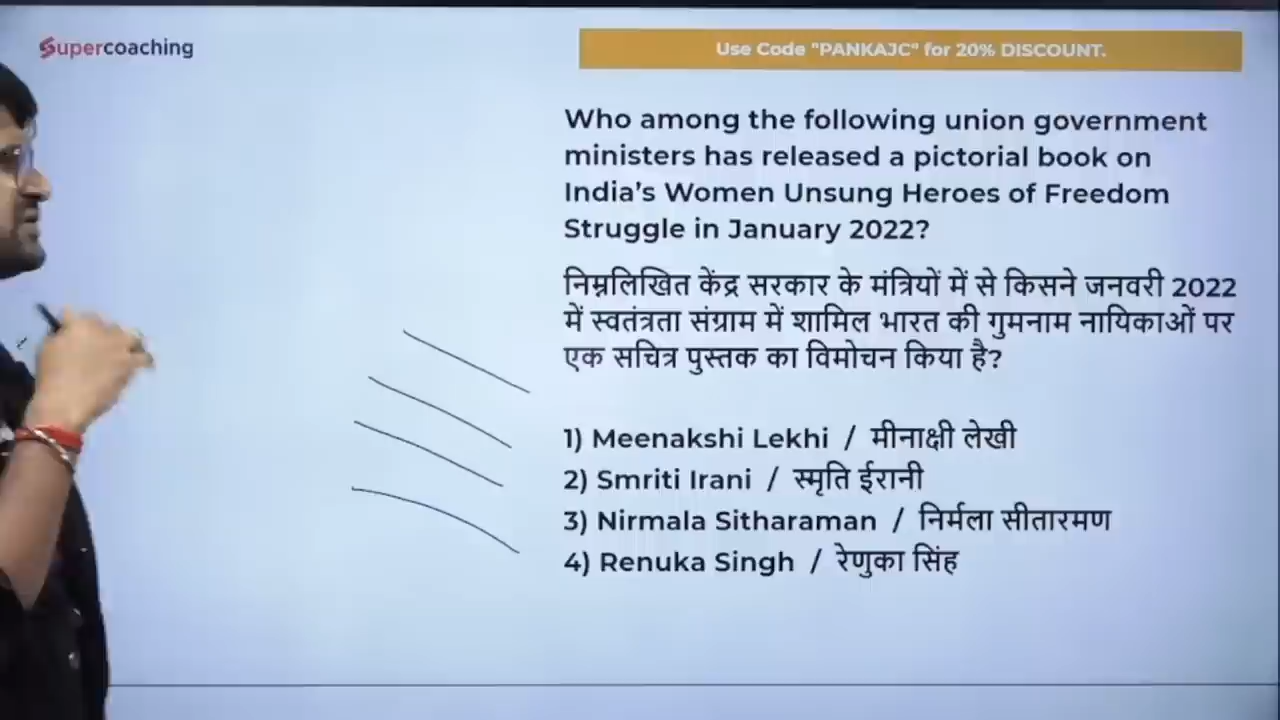 Supercoaching
Use Code "PANKAJC" for 20% DISCOUNT.
Who among the following union government
ministers has released a pictorial book on
India's Women Unsung Heroes of Freedom
Struggle in January 2022?
निम्नलिखित केंद्र सरकार के मंत्रियों में से किसने जनवरी 2022
में स्वतंत्रता संग्राम में शामिल भारत की गुमनाम नायिकाओं पर
एक सचित्र पुस्तक का विमोचन किया है?
1) Meenakshi Lekhi / मीनाक्षी लेखी
2) Smriti Irani / स्मृति ईरानी
3) Nirmala Sitharaman / निर्मला सीतारमण
4) Renuka Singh / रेणुका सिंह